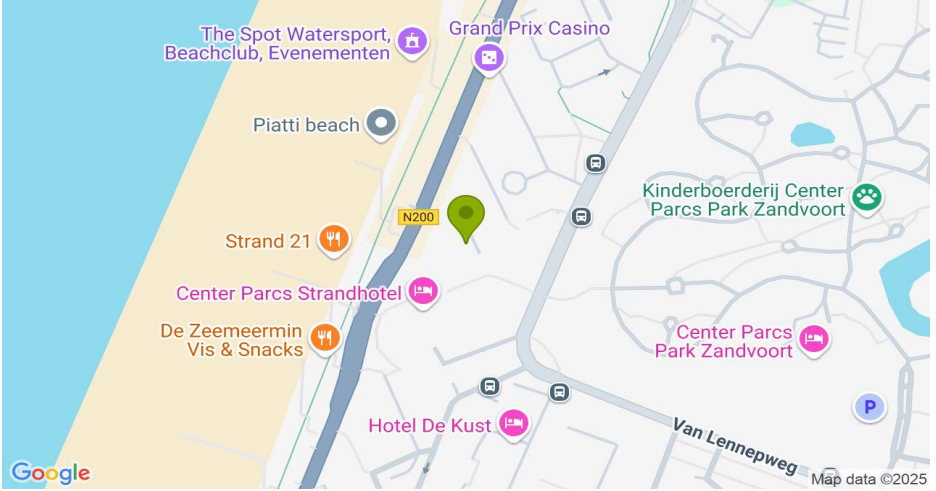 The Spot Watersport,
Beachclub, Evenementen
Grand Prix Casino
Piatti beach
Kinderboerderij Center
Parcs Park Zandvoort
N200
Strand 21
Center Parcs Strandhotel
De Zeemeermin
Vis & Snacks
Center Parcs
Park Zandvoort
P
Hotel De Kust
Van Lennepweg
Google
Map data ©2025